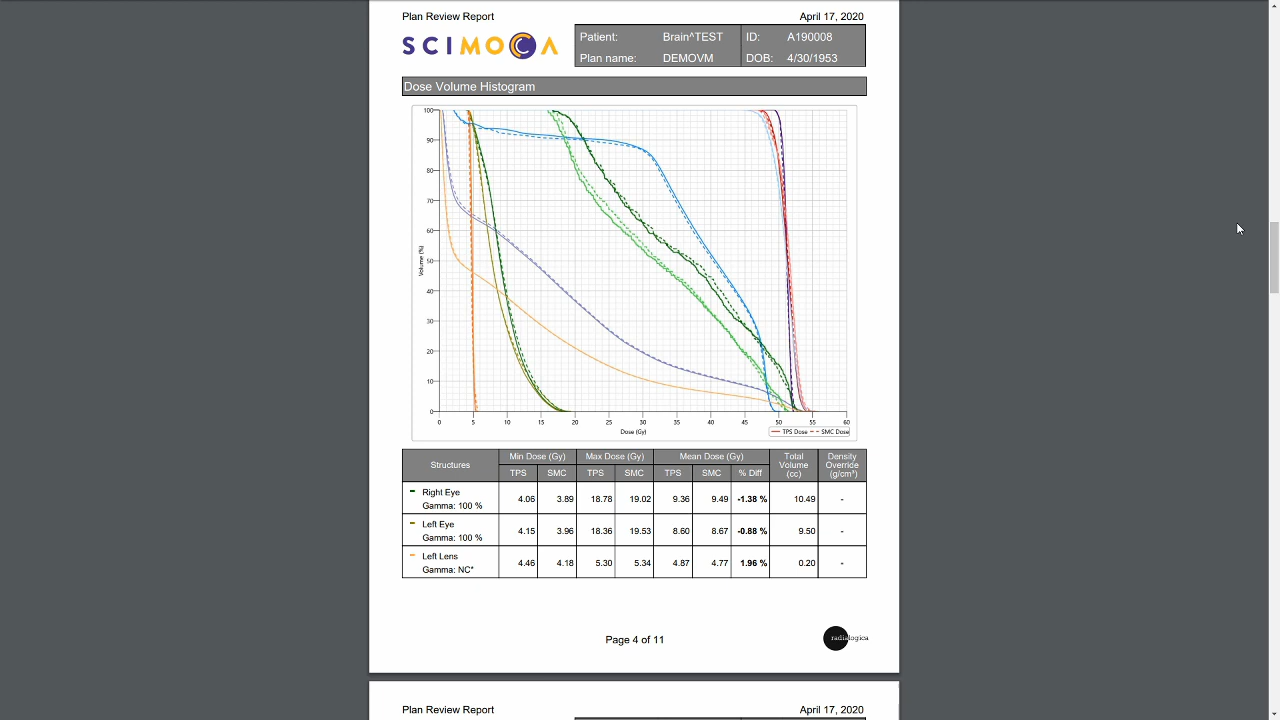 Plan Review Report April 17, 2020
SCIMOCA
Patient: Brain^TEST ID: A190008
Plan name: DEMOVM DOB: 4/30/1953
Dose Volume Histogram
100
90
80
70
60
50
40
30
20
10
0
Volume (%)
0 5 10 15 20 25 30 35 40 45 50 55 60
Dose (Gy)
TPS Dose SMC Dose
Structures Min Dose (Gy) Max Dose (Gy) Mean Dose (Gy) Total Volume (cc) Density Override (g/cm³)
TPS SMC TPS SMC TPS SMC % Diff
Right Eye
Gamma: 100 %
4.06 3.89 18.78 19.02 9.36 9.49 -1.38 % 10.49 -
Left Eye
Gamma: 100 %
4.15 3.96 18.36 19.53 8.60 8.67 -0.88 % 9.50 -
Left Lens
Gamma: NC*
4.46 4.18 5.30 5.34 4.87 4.77 1.96 % 0.20 -
Page 4 of 11
radialogica
Plan Review Report April 17, 2020